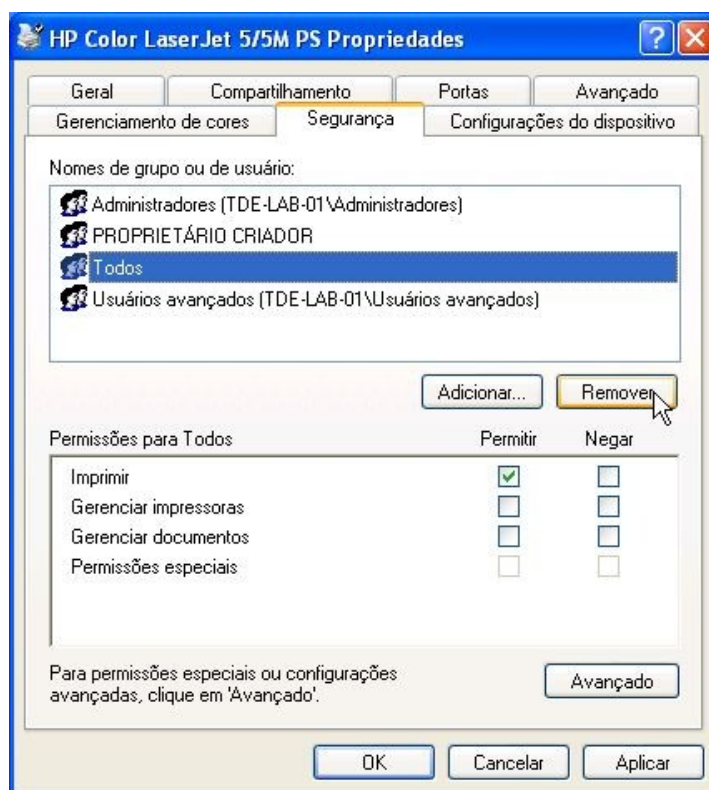 HP Color LaserJet 5/5M PS Propriedades
Geral Compartilhamento Portas Avançado
Gerenciamento de cores Segurança Configurações do dispositivo
Nomes de grupo ou de usuário:
Administradores (TDE-LAB-01\Administradores)
PROPRIETÁRIO CRIADOR
Todos
Usuários avançados (TDE-LAB-01\Usuários avançados)
Adicionar... Remover
Permissões para Todos Permitir Negar
Imprimir
Gerenciar impressoras
Gerenciar documentos
Permissões especiais
Para permissões especiais ou configurações
avançadas, clique em 'Avançado'.
Avançado
OK Cancelar Aplicar